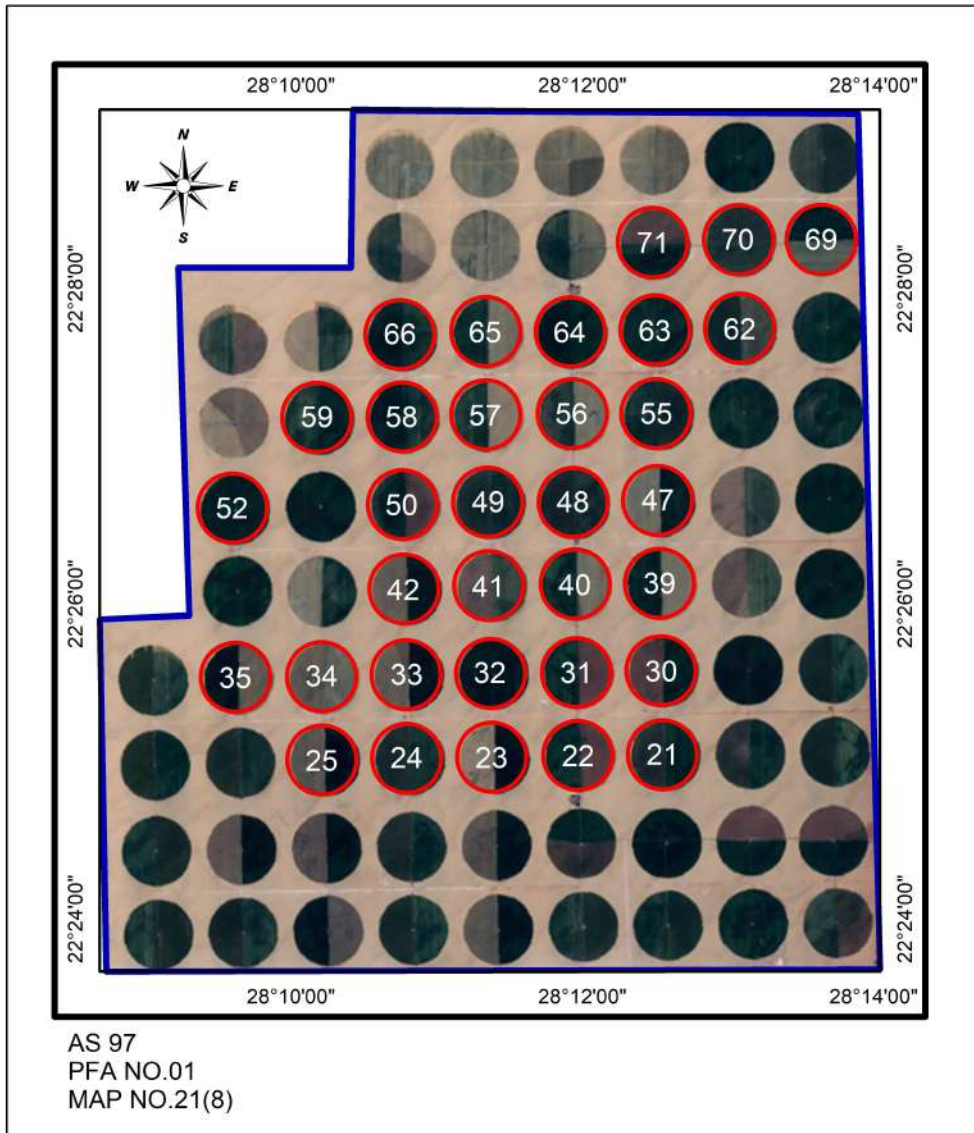 28°10'00" 28°12'00" 28°14'00"
N
W E
S
71 70 69
22°28'00" 22°28'00"
66 65 64 63 62
59 58 57 56 55
52 50 49 48 47
22°26'00" 22°26'00"
42 41 40 39
35 34 33 32 31 30
25 24 23 22 21
22°24'00" 22°24'00"
28°10'00" 28°12'00" 28°14'00"
AS 97
PFA NO.01
MAP NO.21(8)